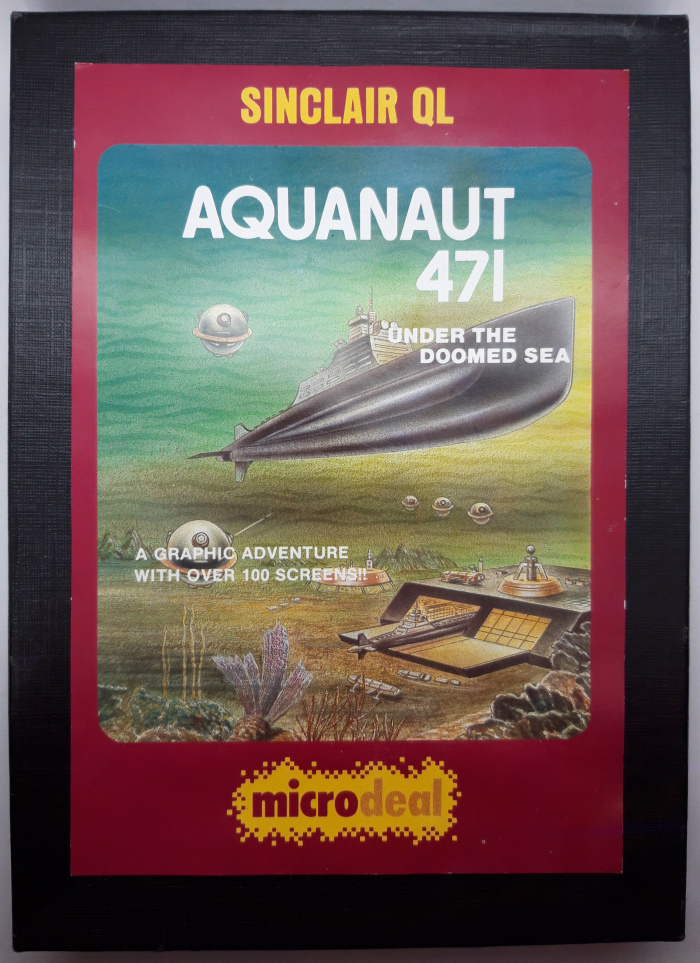 SINCLAIR QL
AQUANAUT
471
UNDER THE
DOOMED SEA
A GRAPHIC ADVENTURE
WITH OVER 100 SCREENS!!
microdeal